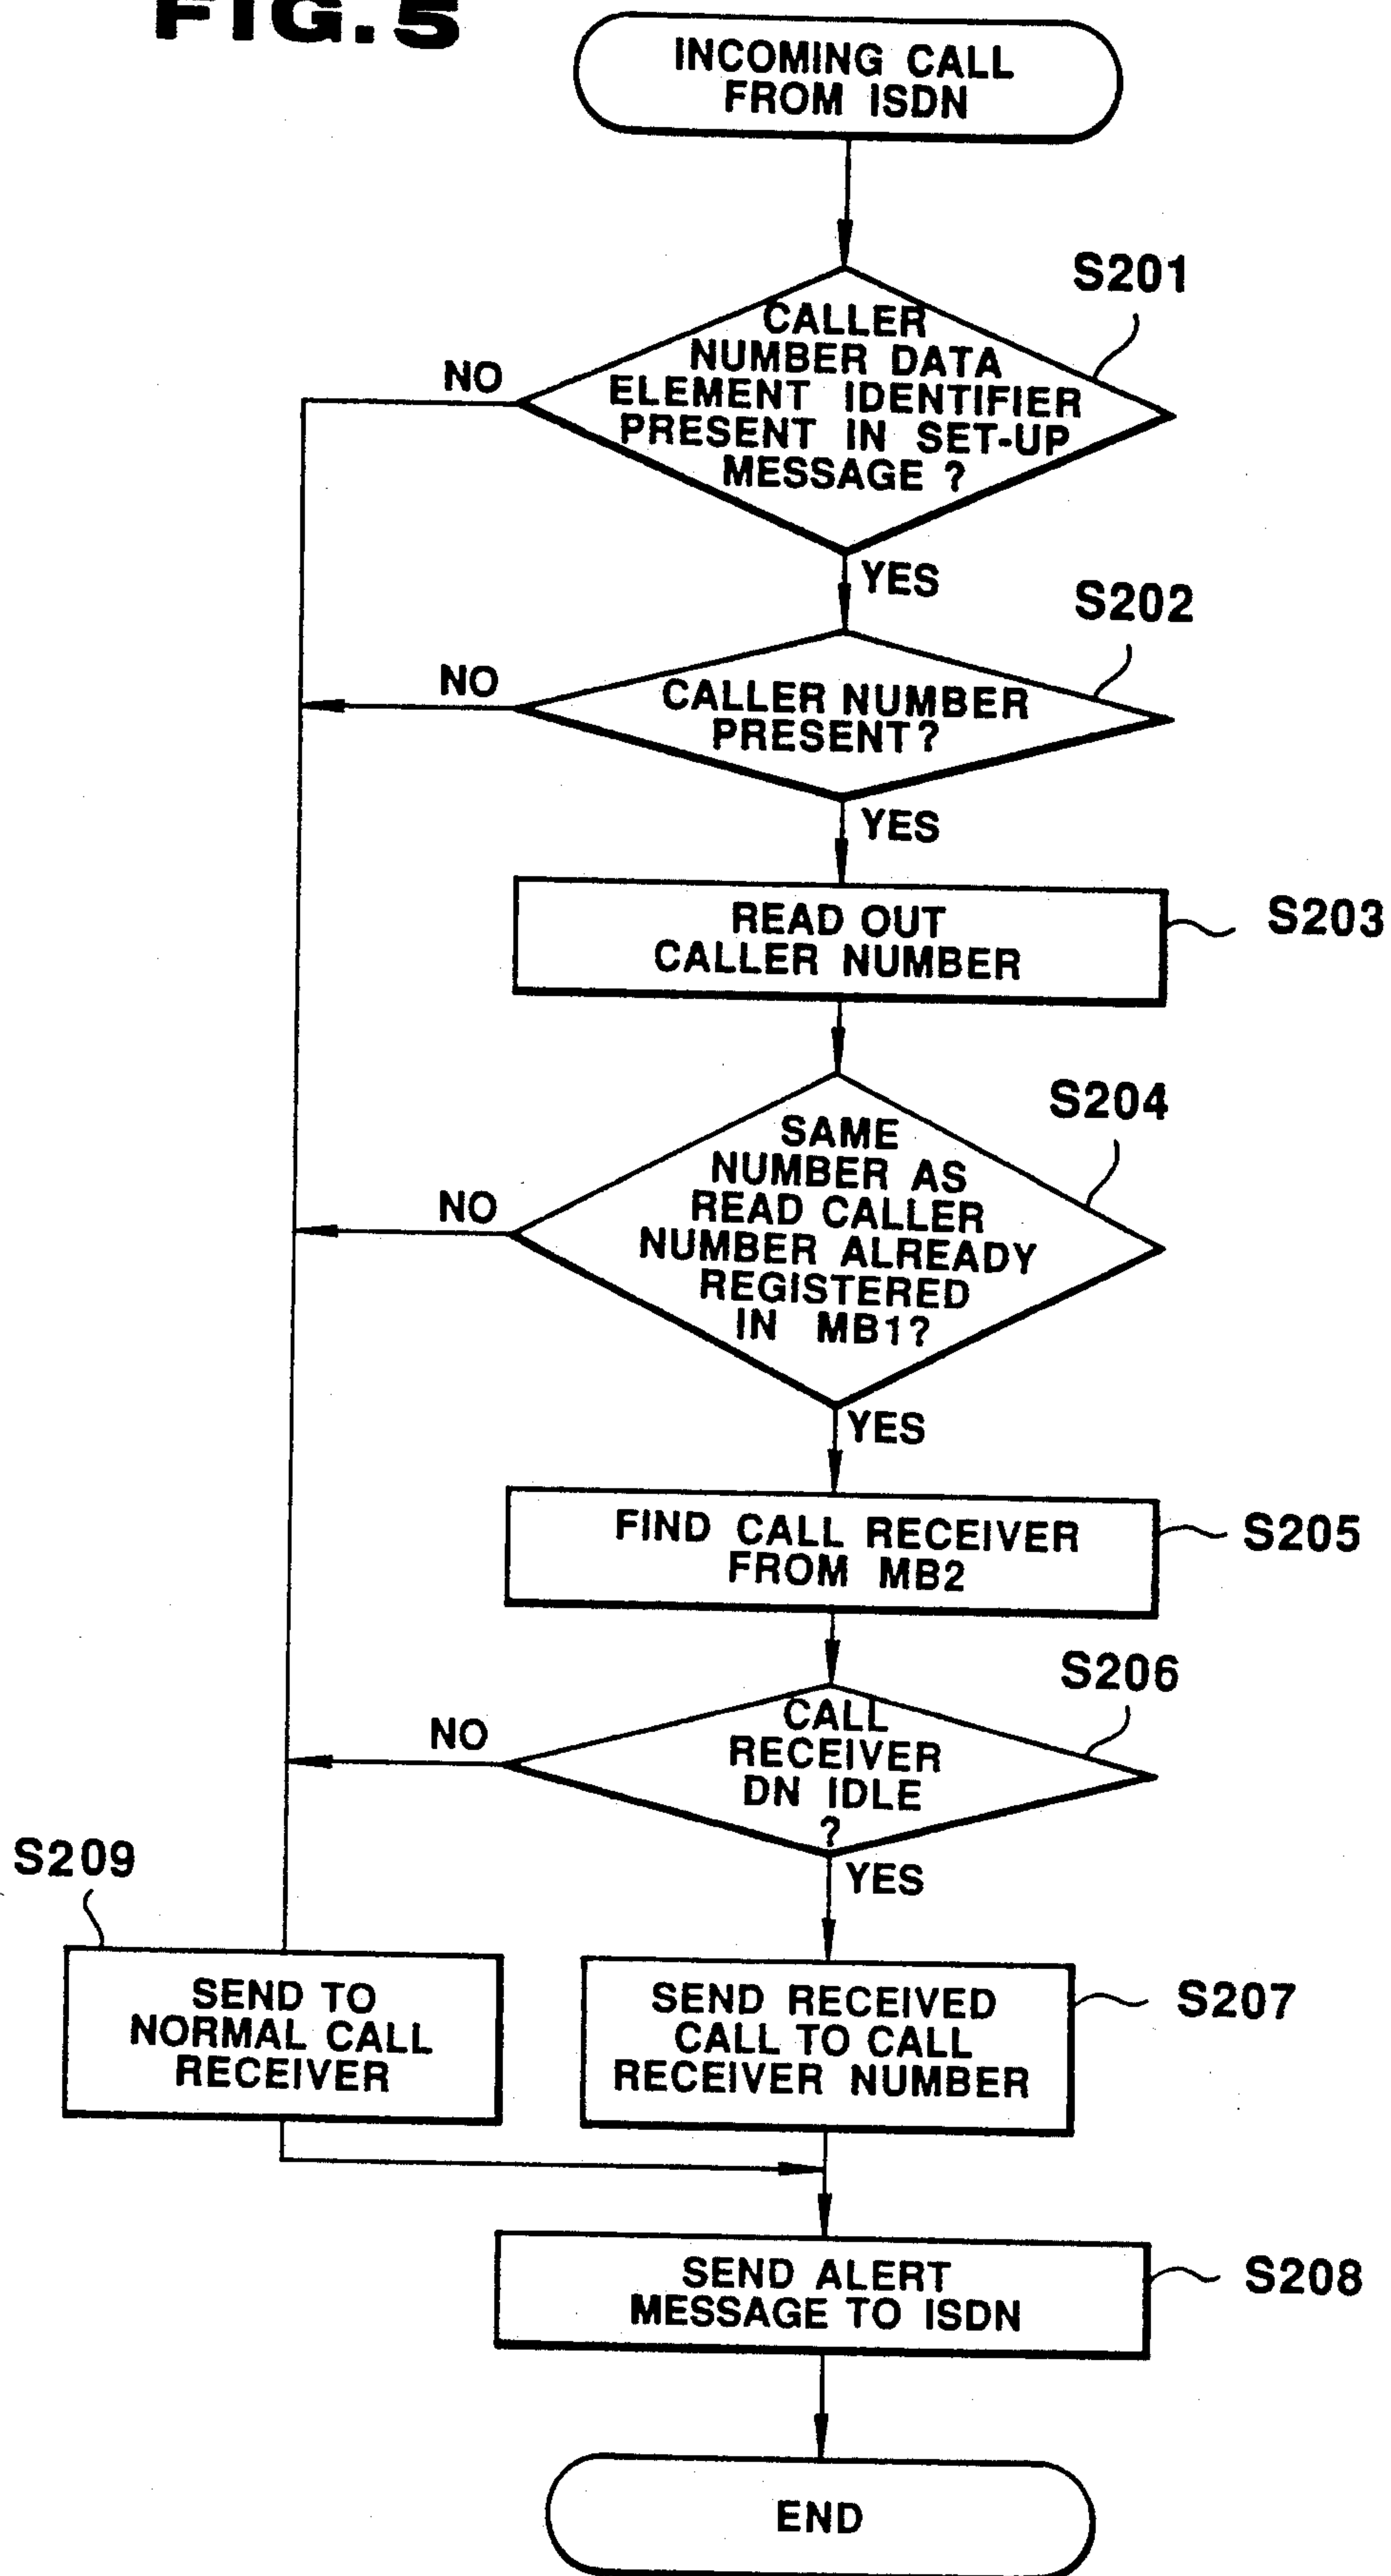 FIG.5
INCOMING CALL
FROM ISDN
S201
CALLER
NUMBER DATA
ELEMENT IDENTIFIER
PRESENT IN SET-UP
MESSAGE ?
NO
YES
S202
NO
CALLER NUMBER
PRESENT?
YES
READ OUT
CALLER NUMBER
S203
S204
SAME
NUMBER AS
READ CALLER
NUMBER ALREADY
REGISTERED
IN MB1?
NO
YES
FIND CALL RECEIVER
FROM MB2
S205
S206
CALL
RECEIVER
DN IDLE
?
NO
YES
S209
SEND TO
NORMAL CALL
RECEIVER
SEND RECEIVED
CALL TO CALL
RECEIVER NUMBER
S207
SEND ALERT
MESSAGE TO ISDN
S208
END